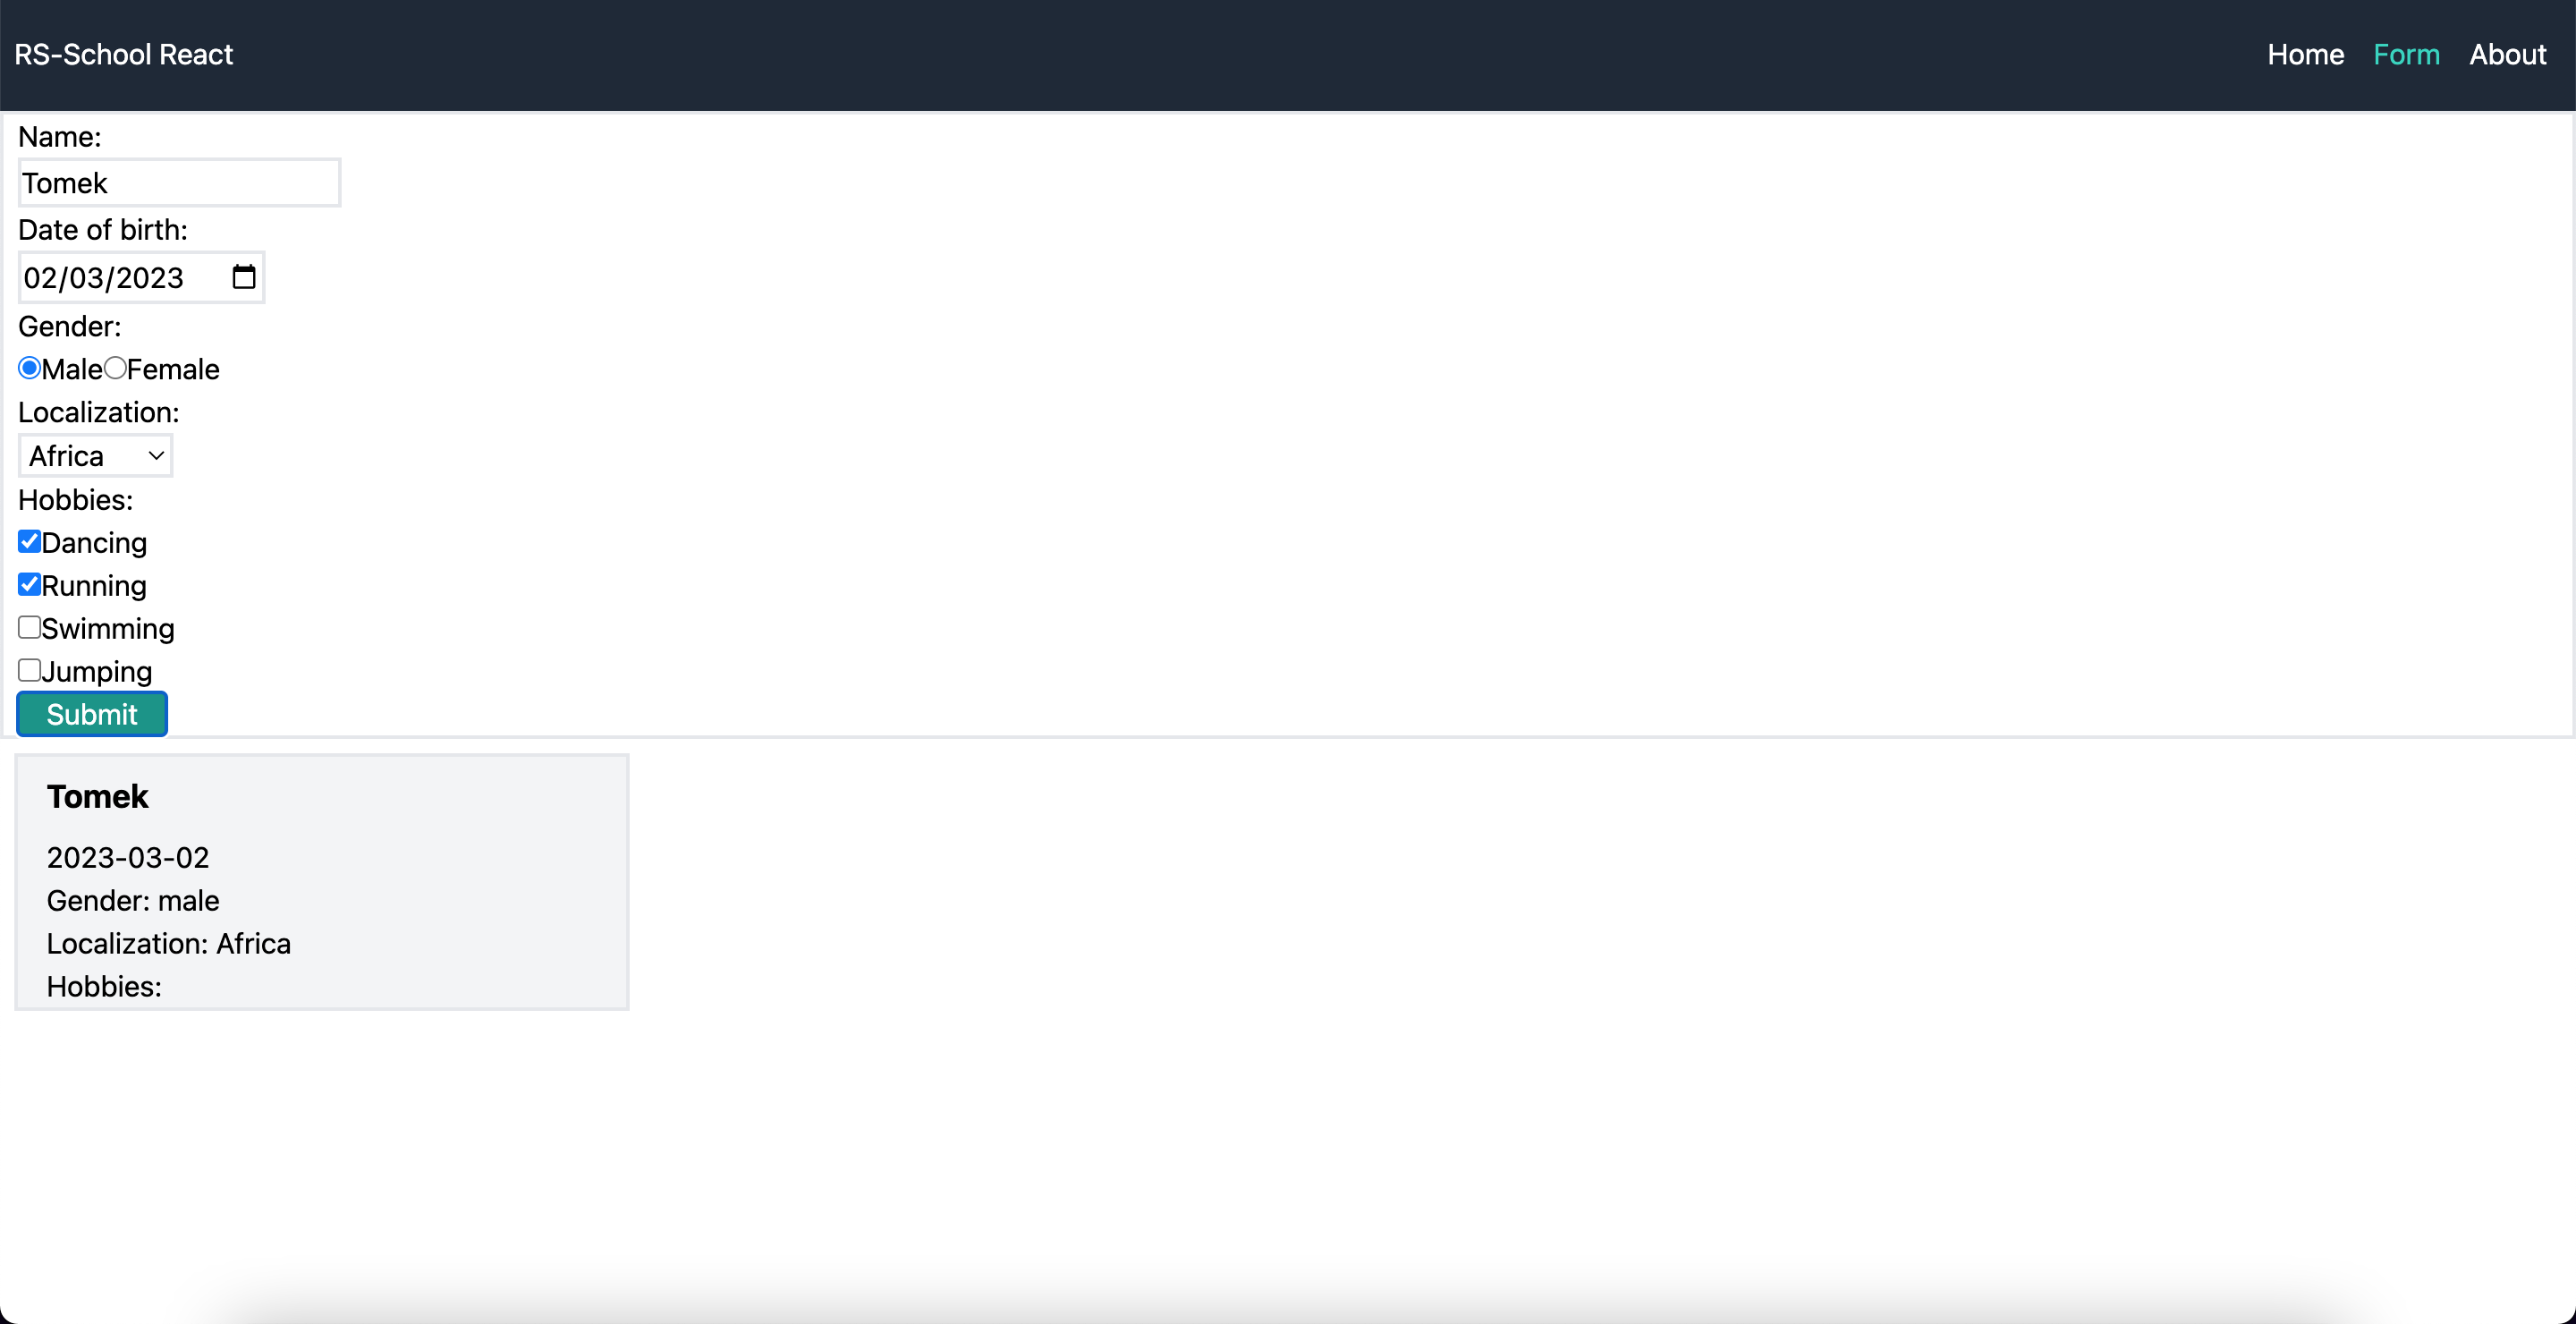 RS-School React
Home Form About
Name:
Tomek
Date of birth:
02/03/2023
Gender:
Male Female
Localization:
Africa
Hobbies:
Dancing
Running
Swimming
Jumping
Submit
Tomek
2023-03-02
Gender: male
Localization: Africa
Hobbies: